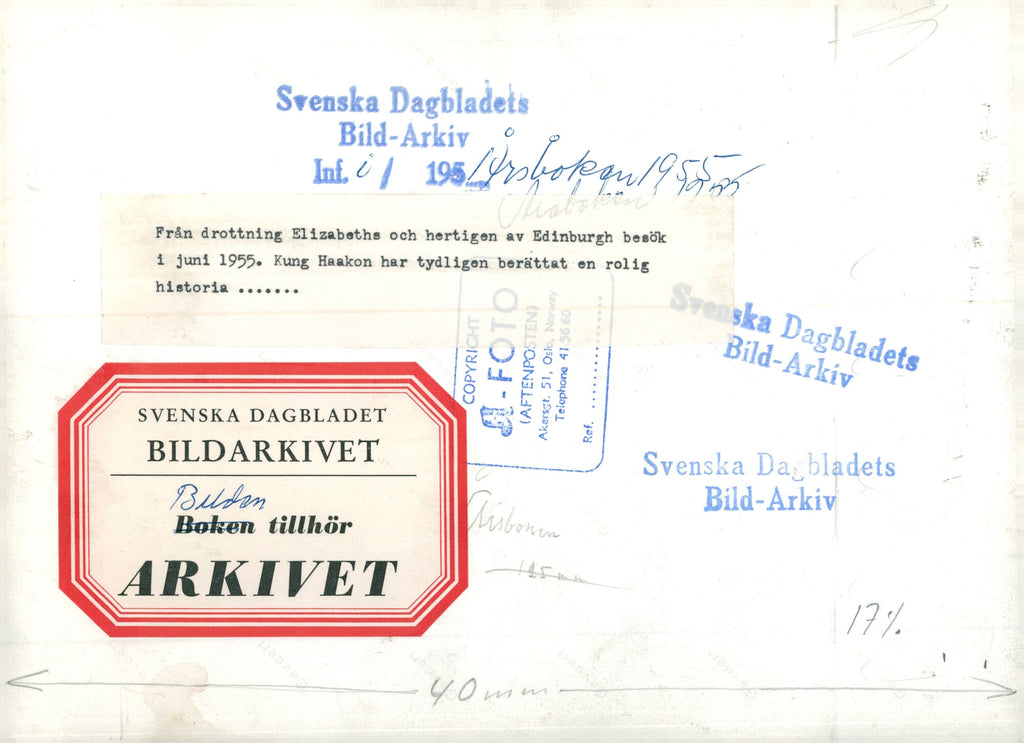 Svenska Dagbladets
Bild-Arkiv
Inf. i / 195 Årsboken 1955
Årsboken 1955
Från drottning Elizabeths och hertigen av Edinburgh besök
i juni 1955. Kung Haakon har tydligen berättat en rolig
historia .......
COPYRIGHT
A-FOTO
(AFTENPOSTEN)
Akersgt. 51, Oslo, Norway
Telephone 41 56 60
Ref. ............
Svenska Dagbladets
Bild-Arkiv
Svenska Dagbladets
Bild-Arkiv
SVENSKA DAGBLADET
BILDARKIVET
Bilden
Boken tillhör
ARKIVET
125 mm
17%
40 mm